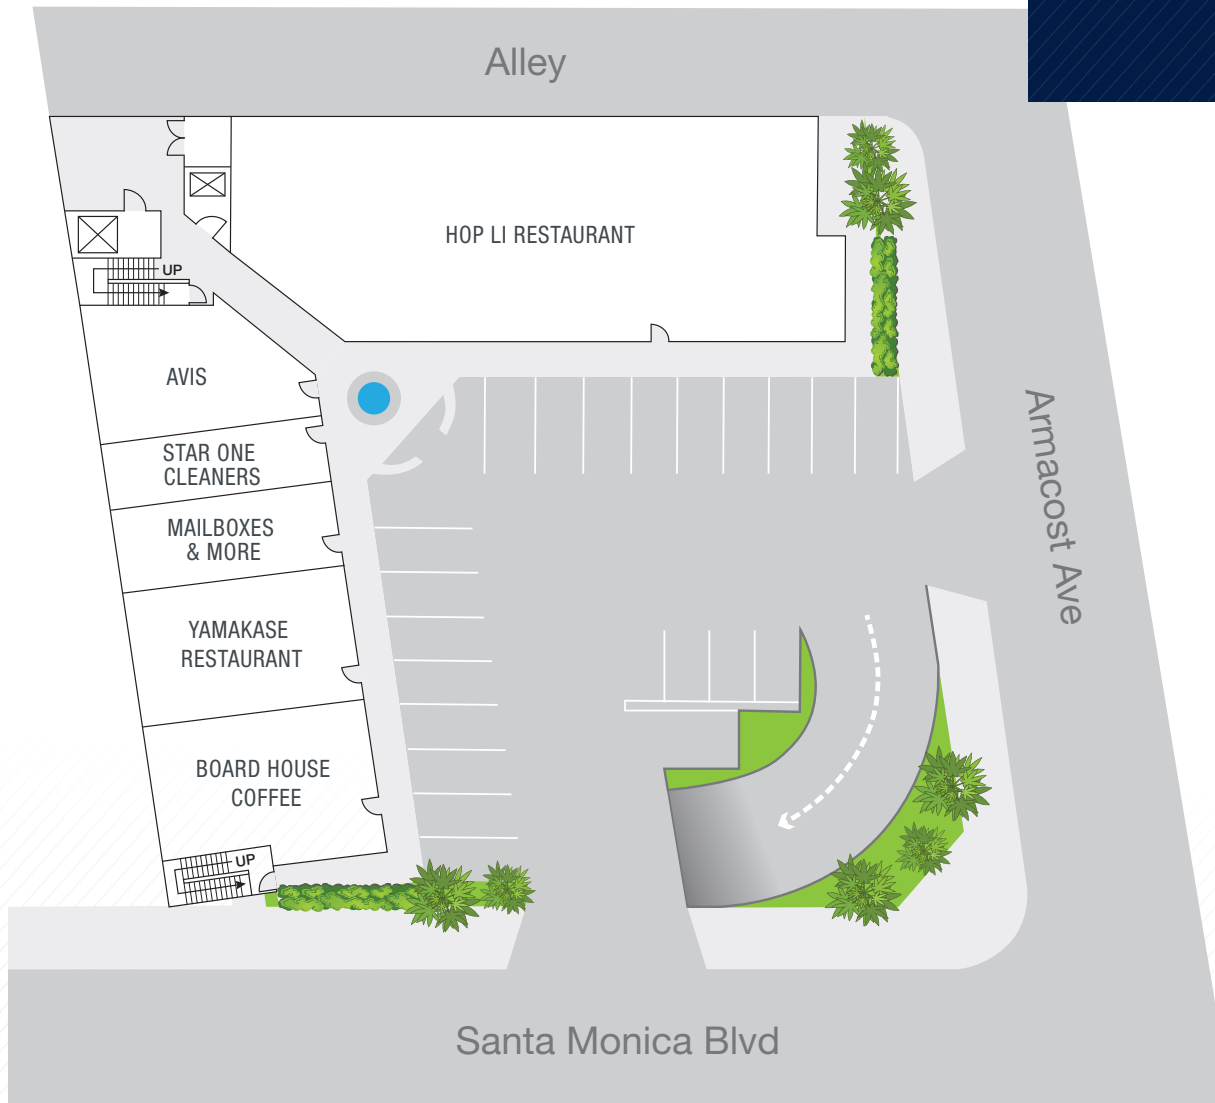 Alley
HOP LI RESTAURANT
UP
AVIS
STAR ONE
CLEANERS
MAILBOXES
& MORE
Armacost Ave
YAMAKASE
RESTAURANT
BOARD HOUSE
COFFEE
UP
Santa Monica Blvd